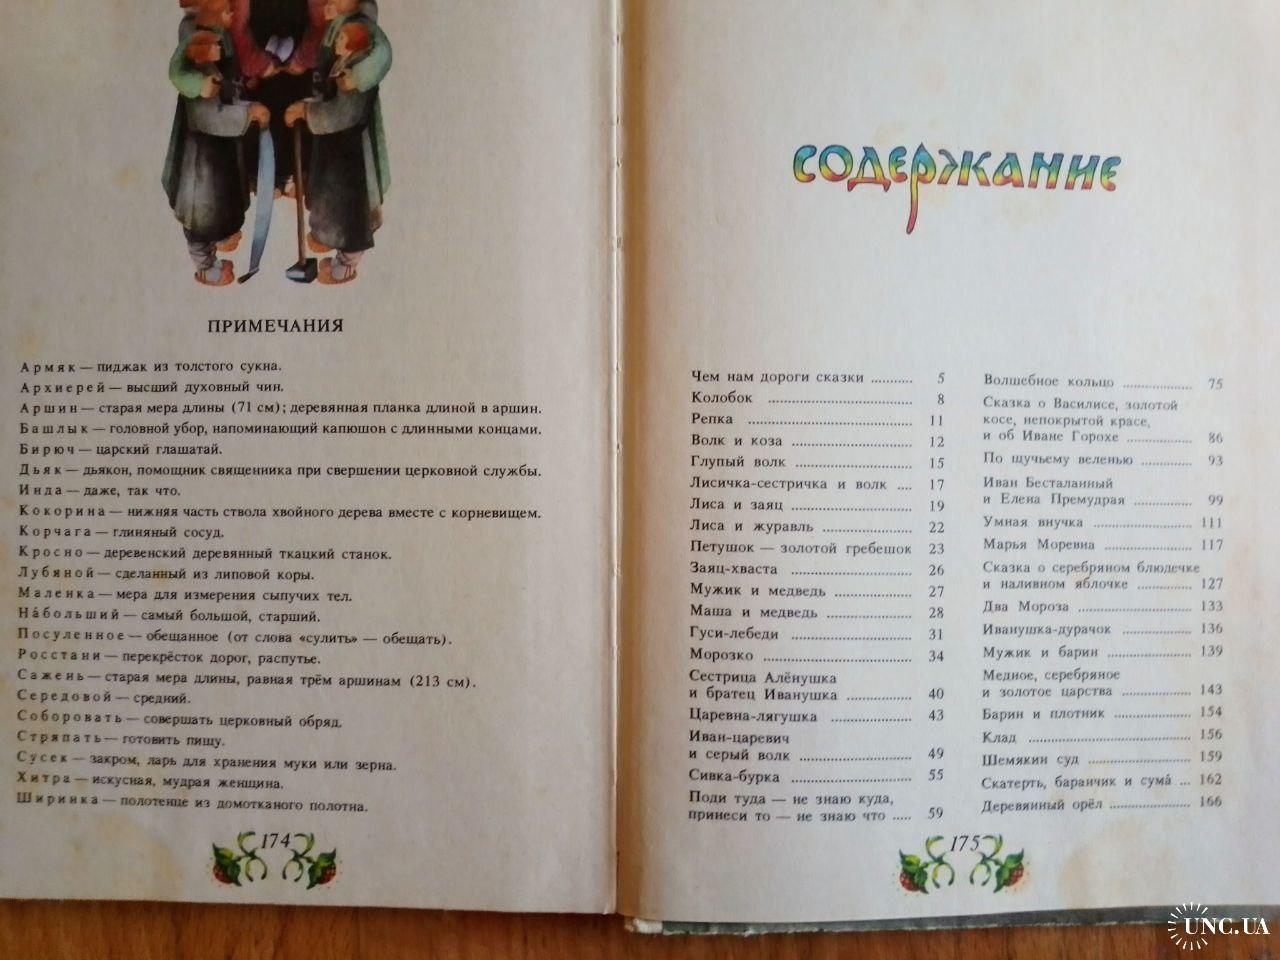 ПРИМЕЧАНИЯ
Армяк — пиджак из толстого сукна.
Архиерей — высший духовный чин.
Аршин — старая мера длины (71 см); деревянная планка длиной в аршин.
Башлык — головной убор, напоминающий капюшон с длинными концами.
Бирюч — царский глашатай.
Дьяк — дьякон, помощник священника при свершении церковной службы.
Инда — даже, так что.
Кокорина — нижняя часть ствола хвойного дерева вместе с корневищем.
Корчага — глиняный сосуд.
Кросно — деревенский деревянный ткацкий станок.
Лубяной — сделанный из липовой коры.
Маленка — мера для измерения сыпучих тел.
На́больший — самый большой, старший.
Посуленное — обещанное (от слова «сулить» — обещать).
Росстани — перекрёсток дорог, распутье.
Сажень — старая мера длины, равная трём аршинам (213 см).
Середовой — средний.
Соборовать — совершать церковный обряд.
Стряпать — готовить пищу.
Сусек — закром, ларь для хранения муки или зерна.
Хитра — искусная, мудрая женщина.
Ширинка — полотенце из домотканого полотна.
174
СОДЕРЖАНИЕ
Чем нам дороги сказки ........... 5
Колобок ........... 8
Репка ........... 11
Волк и коза ........... 12
Глупый волк ........... 15
Лисичка-сестричка и волк .... 17
Лиса и заяц ........... 19
Лиса и журавль ........... 22
Петушок — золотой гребешок 23
Заяц-хваста ........... 26
Мужик и медведь ........... 27
Маша и медведь ........... 28
Гуси-лебеди ........... 31
Морозко ........... 34
Сестрица Алёнушка
и братец Иванушка ........... 40
Царевна-лягушка ........... 43
Иван-царевич
и серый волк ........... 49
Сивка-бурка ........... 55
Поди туда — не знаю куда,
принеси то — не знаю что ..... 59
Волшебное кольцо ........... 75
Сказка о Василисе, золотой
косе, непокрытой красе,
и об Иване Горохе ........... 86
По щучьему веленью ........... 93
Иван Бесталанный
и Елена Премудрая ........... 99
Умная внучка ........... 111
Марья Моревна ........... 117
Сказка о серебряном блюдечке
и наливном яблочке ........... 127
Два Мороза ........... 133
Иванушка-дурачок ........... 136
Мужик и барин ........... 139
Медное, серебряное
и золотое царства ........... 143
Барин и плотник ........... 154
Клад ........... 156
Шемякин суд ........... 159
Скатерть, баранчик и сума́ ... 162
Деревянный орёл ........... 166
175
UNC.UA